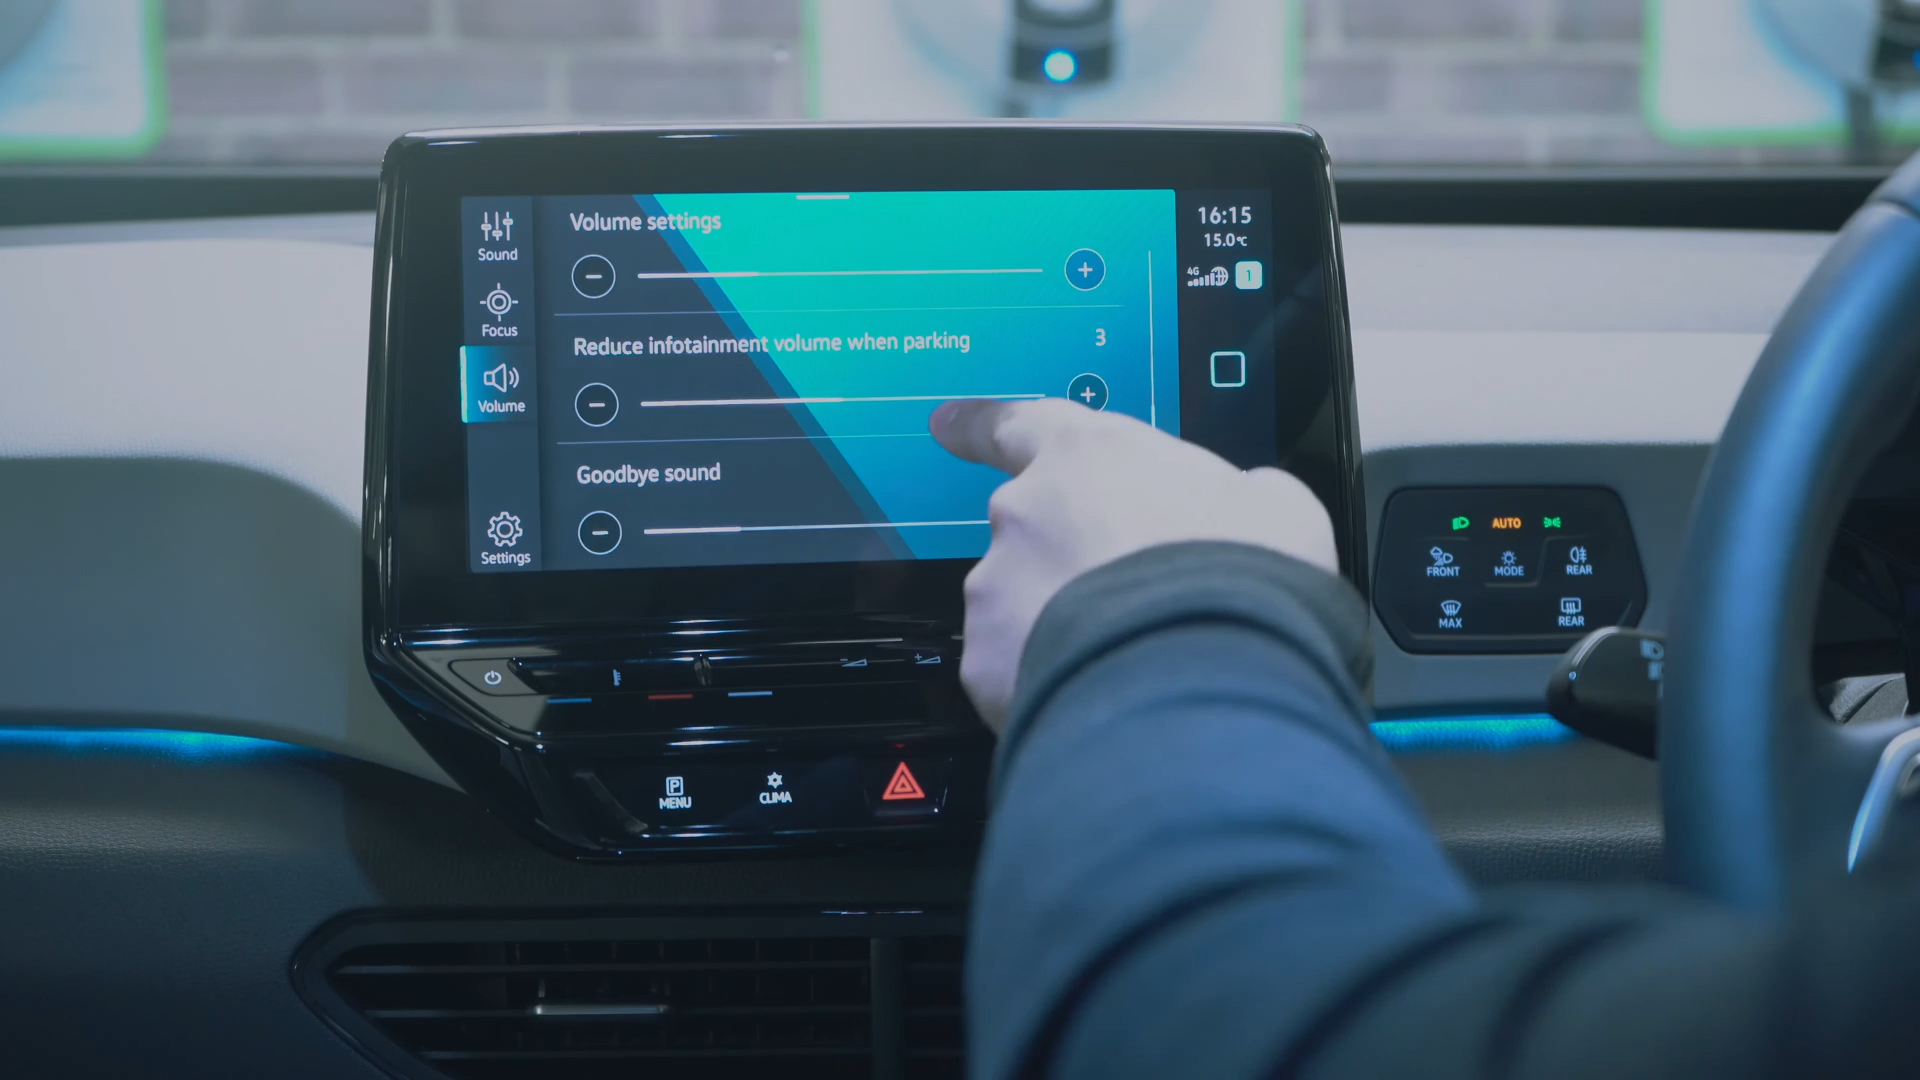 Volume settings
Sound
Focus
Reduce infotainment volume when parking
3
Volume
Goodbye sound
Settings
16:15
15.0°C
4G
1
AUTO
FRONT
MODE
REAR
MAX
REAR
P
MENU
CLIMA